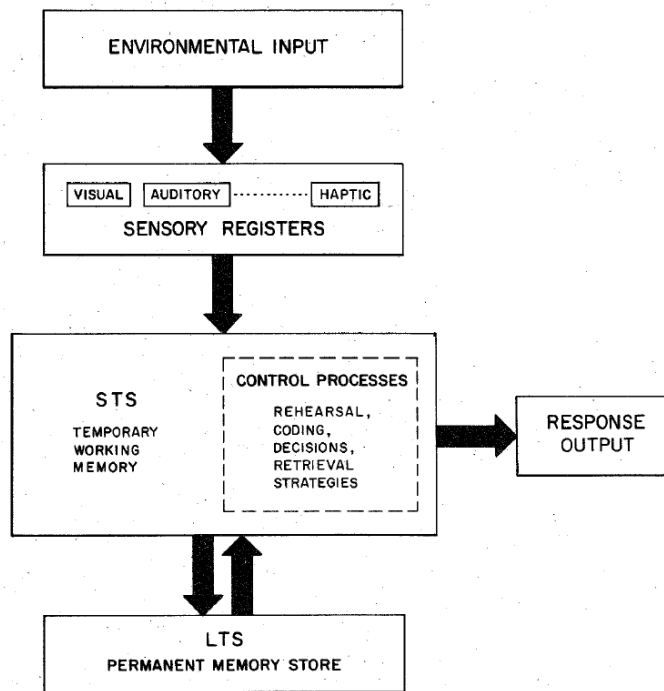 ENVIRONMENTAL INPUT
VISUAL AUDITORY HAPTIC
SENSORY REGISTERS
STS
TEMPORARY
WORKING
MEMORY
CONTROL PROCESSES
REHEARSAL,
CODING,
DECISIONS,
RETRIEVAL
STRATEGIES
RESPONSE
OUTPUT
LTS
PERMANENT MEMORY STORE